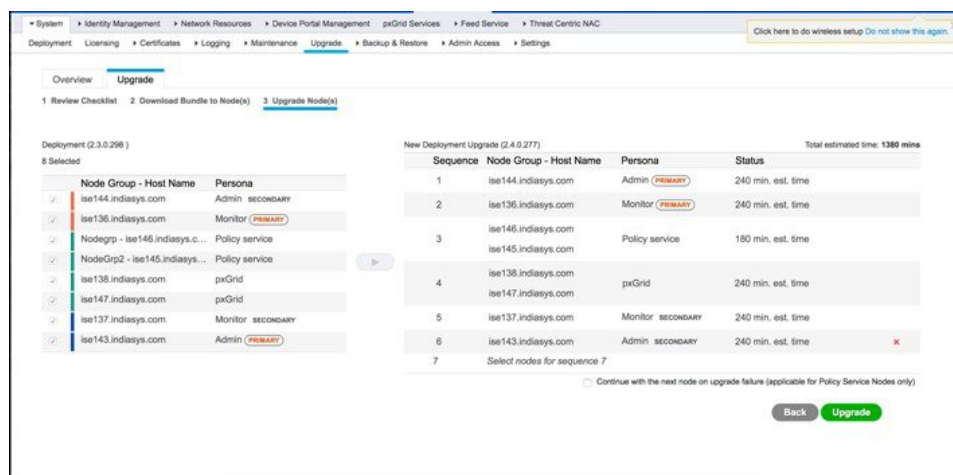 System Identity Management Network Resources Device Portal Management pxGrid Services Feed Service Threat Centric NAC
Click here to do wireless setup Do not show this again.
Deployment Licensing Certificates Logging Maintenance Upgrade Backup & Restore Admin Access Settings
Overview Upgrade
1 Review Checklist 2 Download Bundle to Node(s) 3 Upgrade Node(s)
Deployment (2.3.0.298 )
8 Selected
Node Group - Host Name Persona
ise144.indiasys.com Admin SECONDARY
ise136.indiasys.com Monitor PRIMARY
Nodegrp - ise146.indiasys.c... Policy service
NodeGrp2 - ise145.indiasys... Policy service
ise138.indiasys.com pxGrid
ise147.indiasys.com pxGrid
ise137.indiasys.com Monitor SECONDARY
ise143.indiasys.com Admin PRIMARY
New Deployment Upgrade (2.4.0.277) Total estimated time: 1380 mins
Sequence Node Group - Host Name Persona Status
1 ise144.indiasys.com Admin PRIMARY 240 min. est. time
2 ise136.indiasys.com Monitor PRIMARY 240 min. est. time
ise146.indiasys.com
3 Policy service 180 min. est. time
ise145.indiasys.com
ise138.indiasys.com
4 pxGrid 240 min. est. time
ise147.indiasys.com
5 ise137.indiasys.com Monitor SECONDARY 240 min. est. time
6 ise143.indiasys.com Admin SECONDARY 240 min. est. time
7 Select nodes for sequence 7
Continue with the next node on upgrade failure (applicable for Policy Service Nodes only)
Back Upgrade